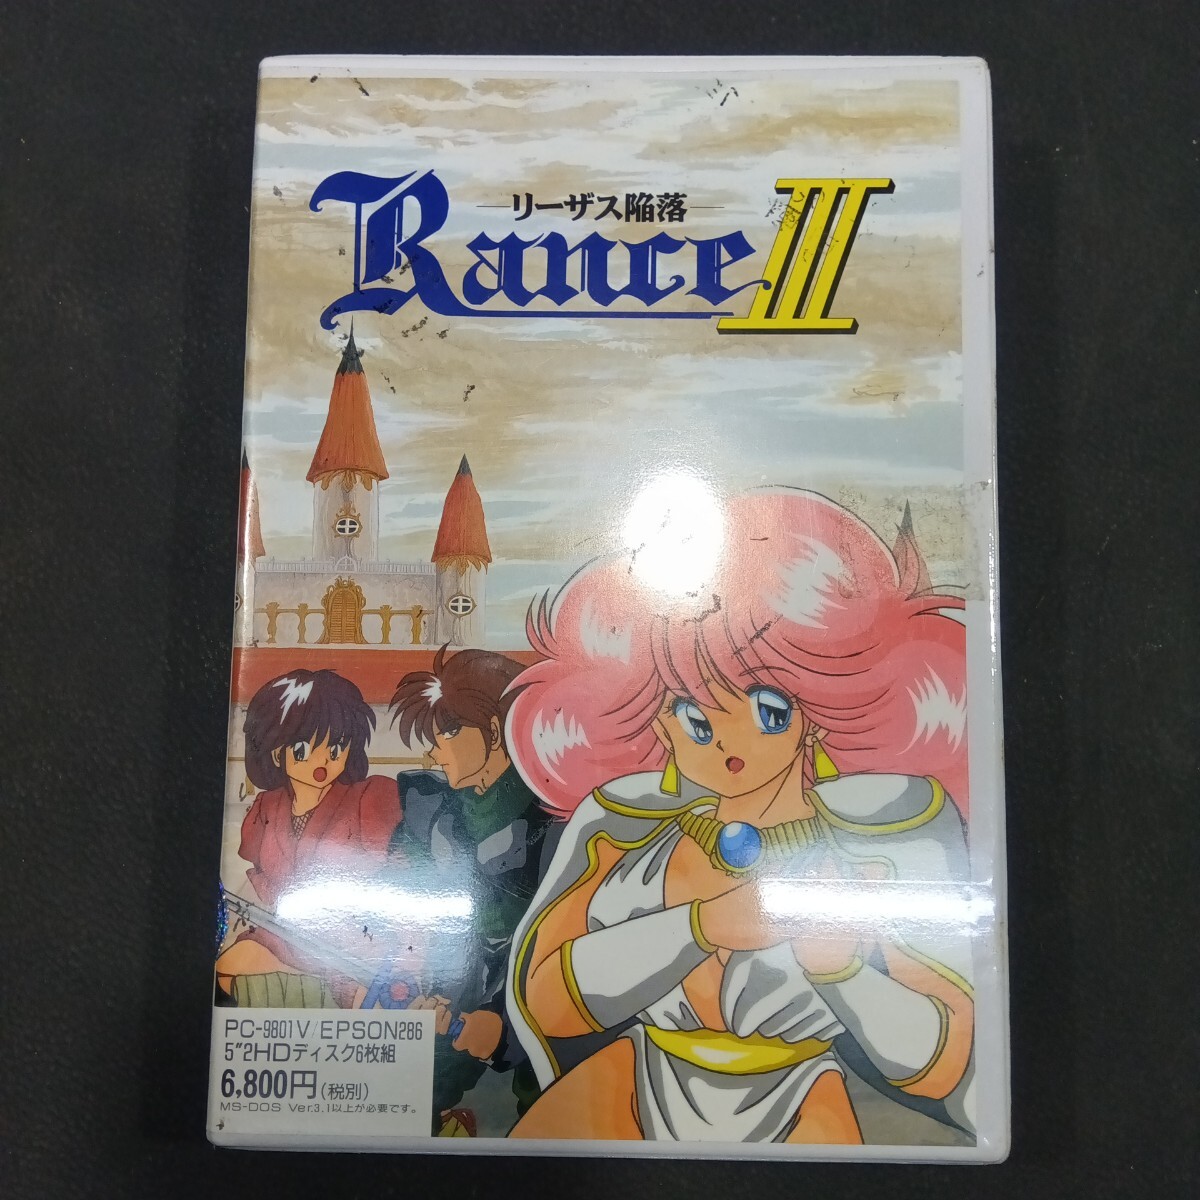 ―リーザス陥落―
Rance III
PC-9801V/EPSON286
5"2HDディスク6枚組
6,800円(税別)
MS-DOS Ver.3.1以上が必要です。